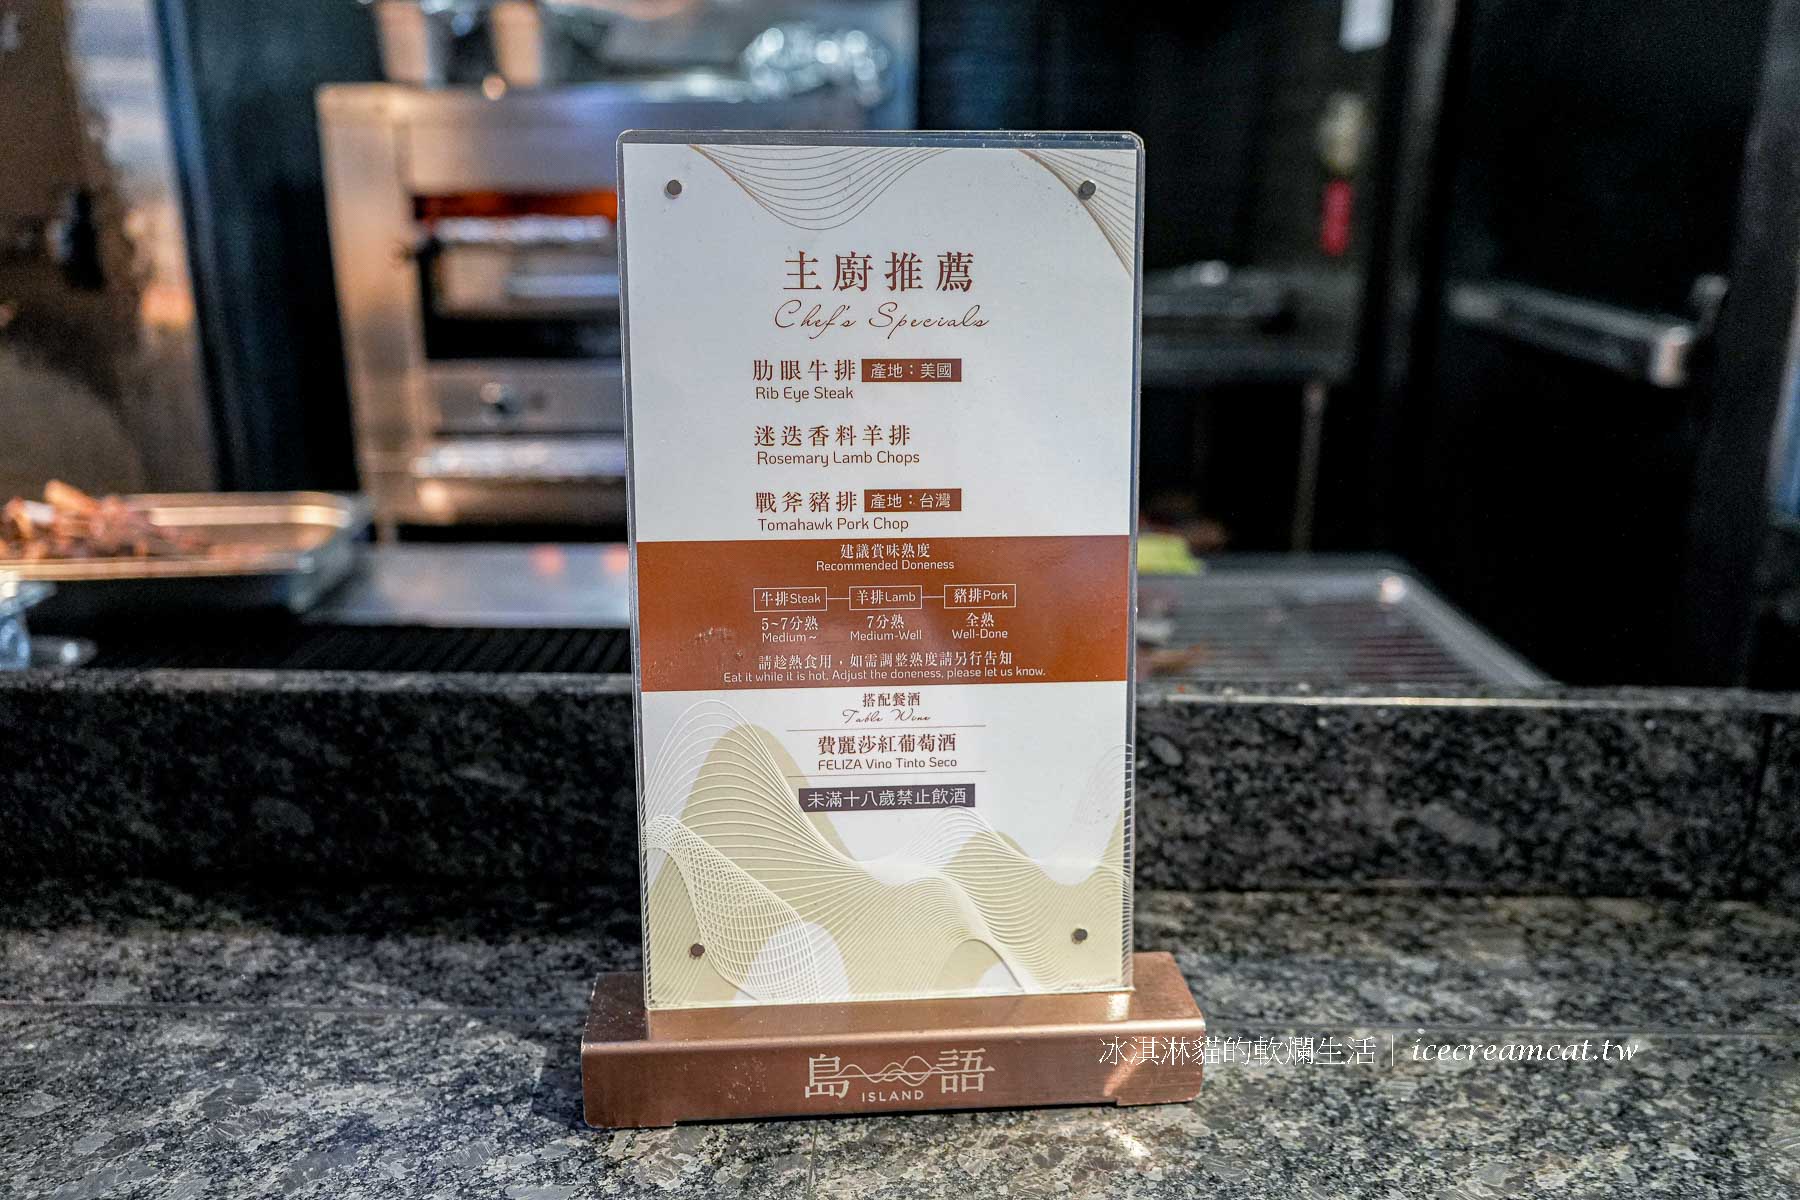 主廚推薦
Chef's Specials
肋眼牛排 產地：美國
Rib Eye Steak
迷迭香料羊排
Rosemary Lamb Chops
戰斧豬排 產地：台灣
Tomahawk Pork Chop
建議賞味熟度
Recommended Doneness
牛排Steak 羊排Lamb 豬排Pork
5~7分熟 7分熟 全熟
Medium~ Medium-Well Well-Done
請趁熱食用，如需調整熟度請另行告知
Eat it while it is hot. Adjust the doneness, please let us know.
搭配餐酒
Table Wine
費麗莎紅葡萄酒
FELIZA Vino Tinto Seco
未滿十八歲禁止飲酒
島語
ISLAND
冰淇淋貓的軟爛生活｜icecreamcat.tw